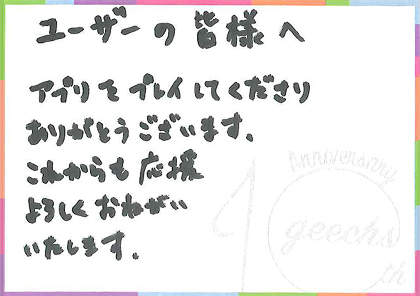 ユーザーの皆様へ
アプリをプレイしてくださり
ありがとうございます。
これからも応援
よろしくおねがい
いたします。
Anniversary
10
geechs
th